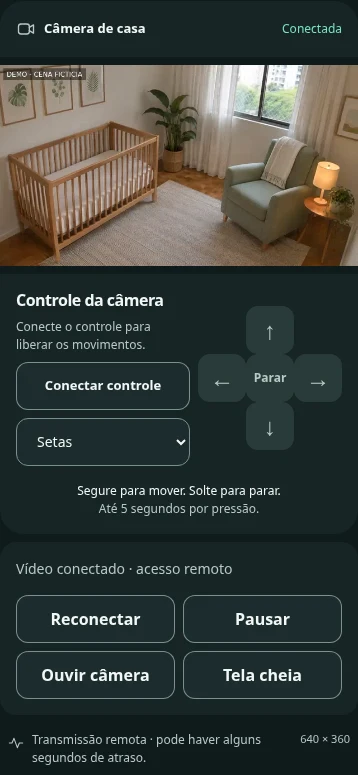 Câmera de casa
Conectada
DEMO · CENA FICTÍCIA
Controle da câmera
Conecte o controle para
liberar os movimentos.
Conectar controle
Setas
↑
←
Parar
→
↓
Segure para mover. Solte para parar.
Até 5 segundos por pressão.
Vídeo conectado · acesso remoto
Reconectar
Pausar
Ouvir câmera
Tela cheia
Transmissão remota · pode haver alguns
segundos de atraso.
640 × 360